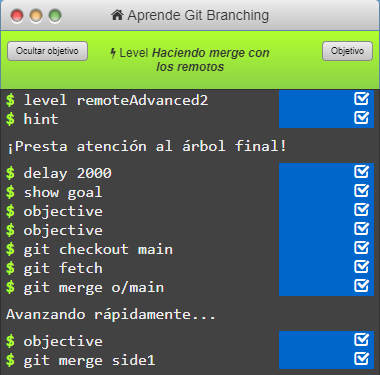 Aprende Git Branching
Ocultar objetivo
Level Haciendo merge con
los remotos
Objetivo
$ level remoteAdvanced2
$ hint
¡Presta atención al árbol final!
$ delay 2000
$ show goal
$ objective
$ objective
$ git checkout main
$ git fetch
$ git merge o/main
Avanzando rápidamente...
$ objective
$ git merge side1